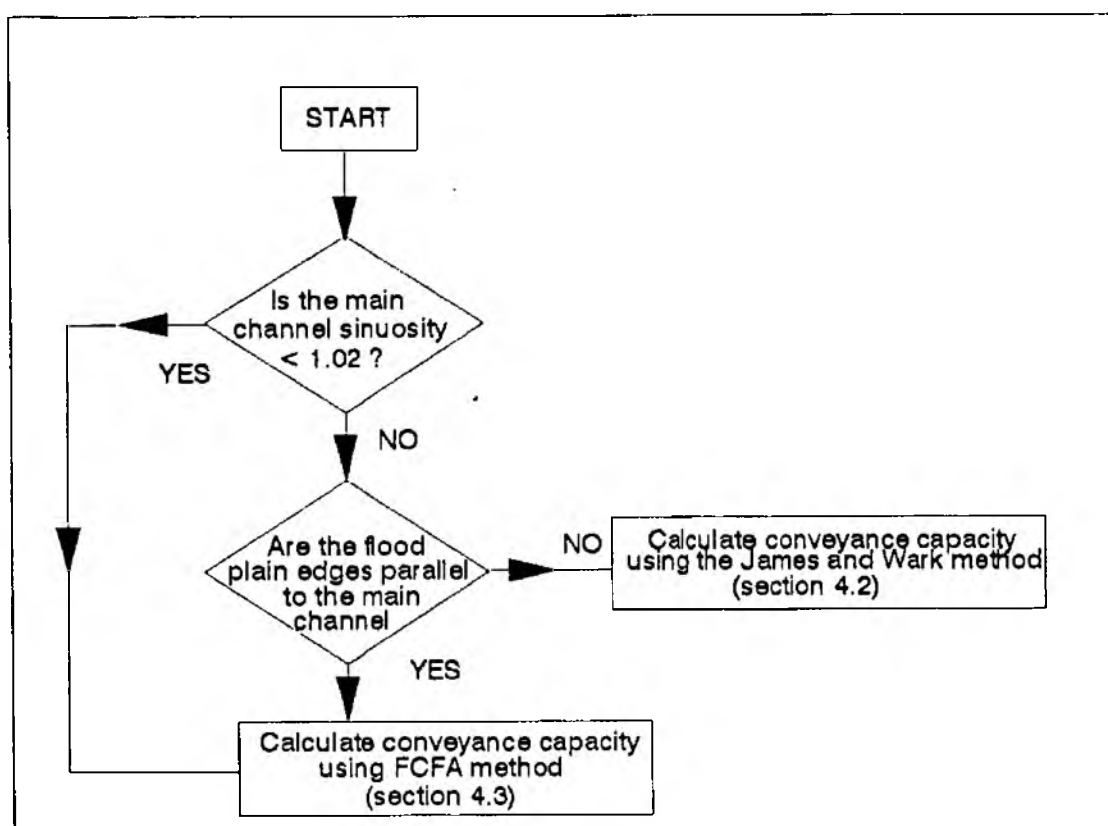 START
Is the main
channel sinuosity
< 1.02 ?
YES
NO
Are the flood
plain edges parallel
to the main
channel
NO
Calculate conveyance capacity
using the James and Wark method
(section 4.2)
YES
Calculate conveyance capacity
using FCFA method
(section 4.3)